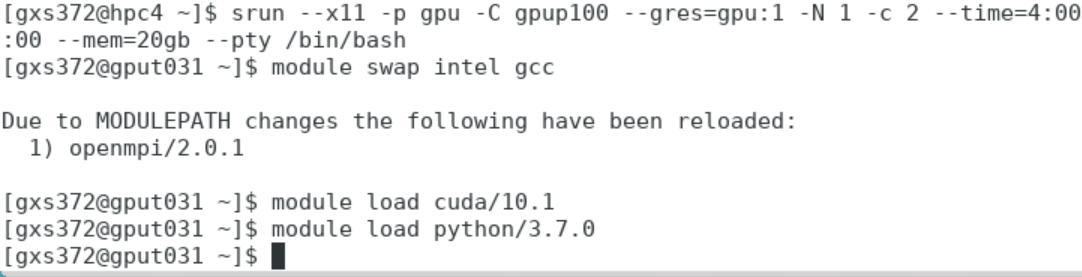 [gxs372@hpc4 ~]$ srun --x11 -p gpu -C gpup100 --gres=gpu:1 -N 1 -c 2 --time=4:00
:00 --mem=20gb --pty /bin/bash
[gxs372@gput031 ~]$ module swap intel gcc
Due to MODULEPATH changes the following have been reloaded:
1) openmpi/2.0.1
[gxs372@gput031 ~]$ module load cuda/10.1
[gxs372@gput031 ~]$ module load python/3.7.0
[gxs372@gput031 ~]$